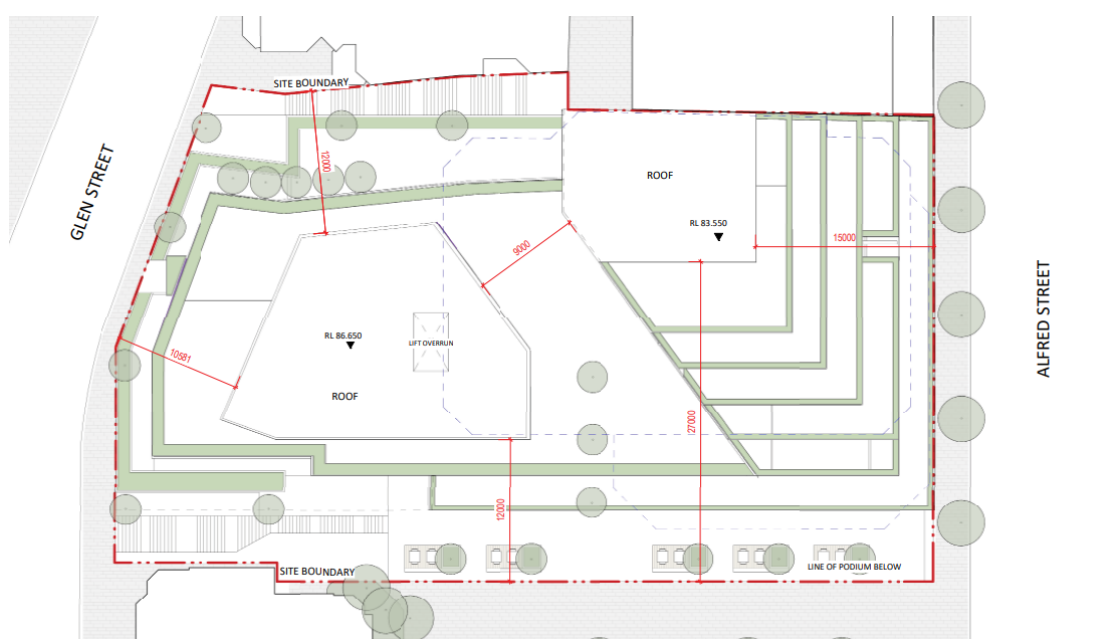 SITE BOUNDARY
GLEN STREET
12000
ROOF
RL 83.550
9000
15000
ALFRED STREET
RL 86.650
LIFT OVERRUN
10581
ROOF
27000
12000
SITE BOUNDARY
LINE OF PODIUM BELOW